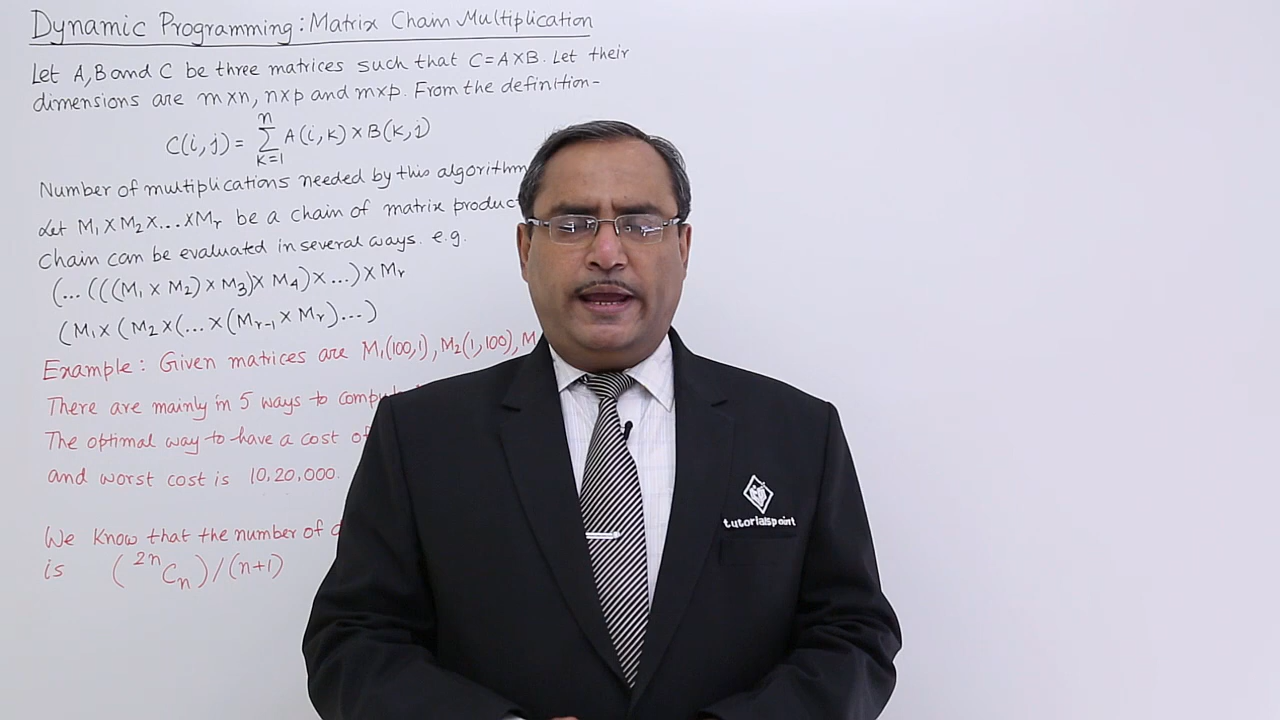 Dynamic Programming: Matrix Chain Multiplication
Let A, B and C be three matrices such that C=A×B. Let their
dimensions are m×n, n×p and m×p. From the definition-
C(i,j) = n∑k=1 A(i,k)×B(k,j)
Number of multiplications needed by this algorithm
Let M₁×M₂×...×Mᵣ be a chain of matrix product
chain can be evaluated in several ways. e.g.
(...(((M₁ × M₂) × M₃)× M₄)×...)×Mᵣ
(M₁×(M₂×(...×(Mᵣ₋₁×Mᵣ)...)
Example: Given matrices are M₁(100,1), M₂(1,100), M
There are mainly in 5 ways to
The optimal way to have a cost of
and worst cost is 10,20,000.
We Know that the number of
is (²ⁿCₙ)/(n+1)
tutorialspoint